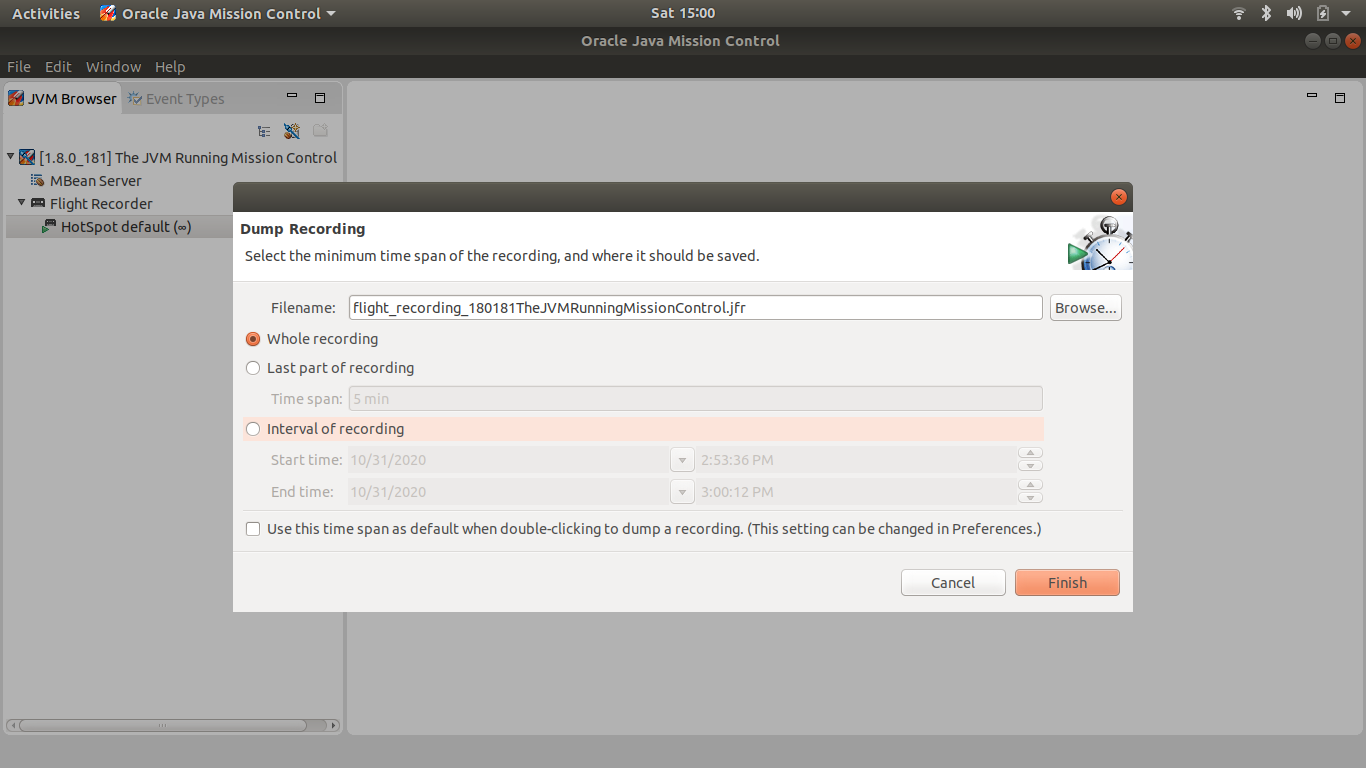 Activities Oracle Java Mission Control Sat 15:00
Oracle Java Mission Control
File Edit Window Help
JVM Browser Event Types
[1.8.0_181] The JVM Running Mission Control
MBean Server
Flight Recorder
HotSpot default (∞)
Dump Recording
Select the minimum time span of the recording, and where it should be saved.
Filename: flight_recording_180181TheJVMRunningMissionControl.jfr Browse...
Whole recording
Last part of recording
Time span: 5 min
Interval of recording
Start time: 10/31/2020 2:53:36 PM
End time: 10/31/2020 3:00:12 PM
Use this time span as default when double-clicking to dump a recording. (This setting can be changed in Preferences.)
Cancel Finish